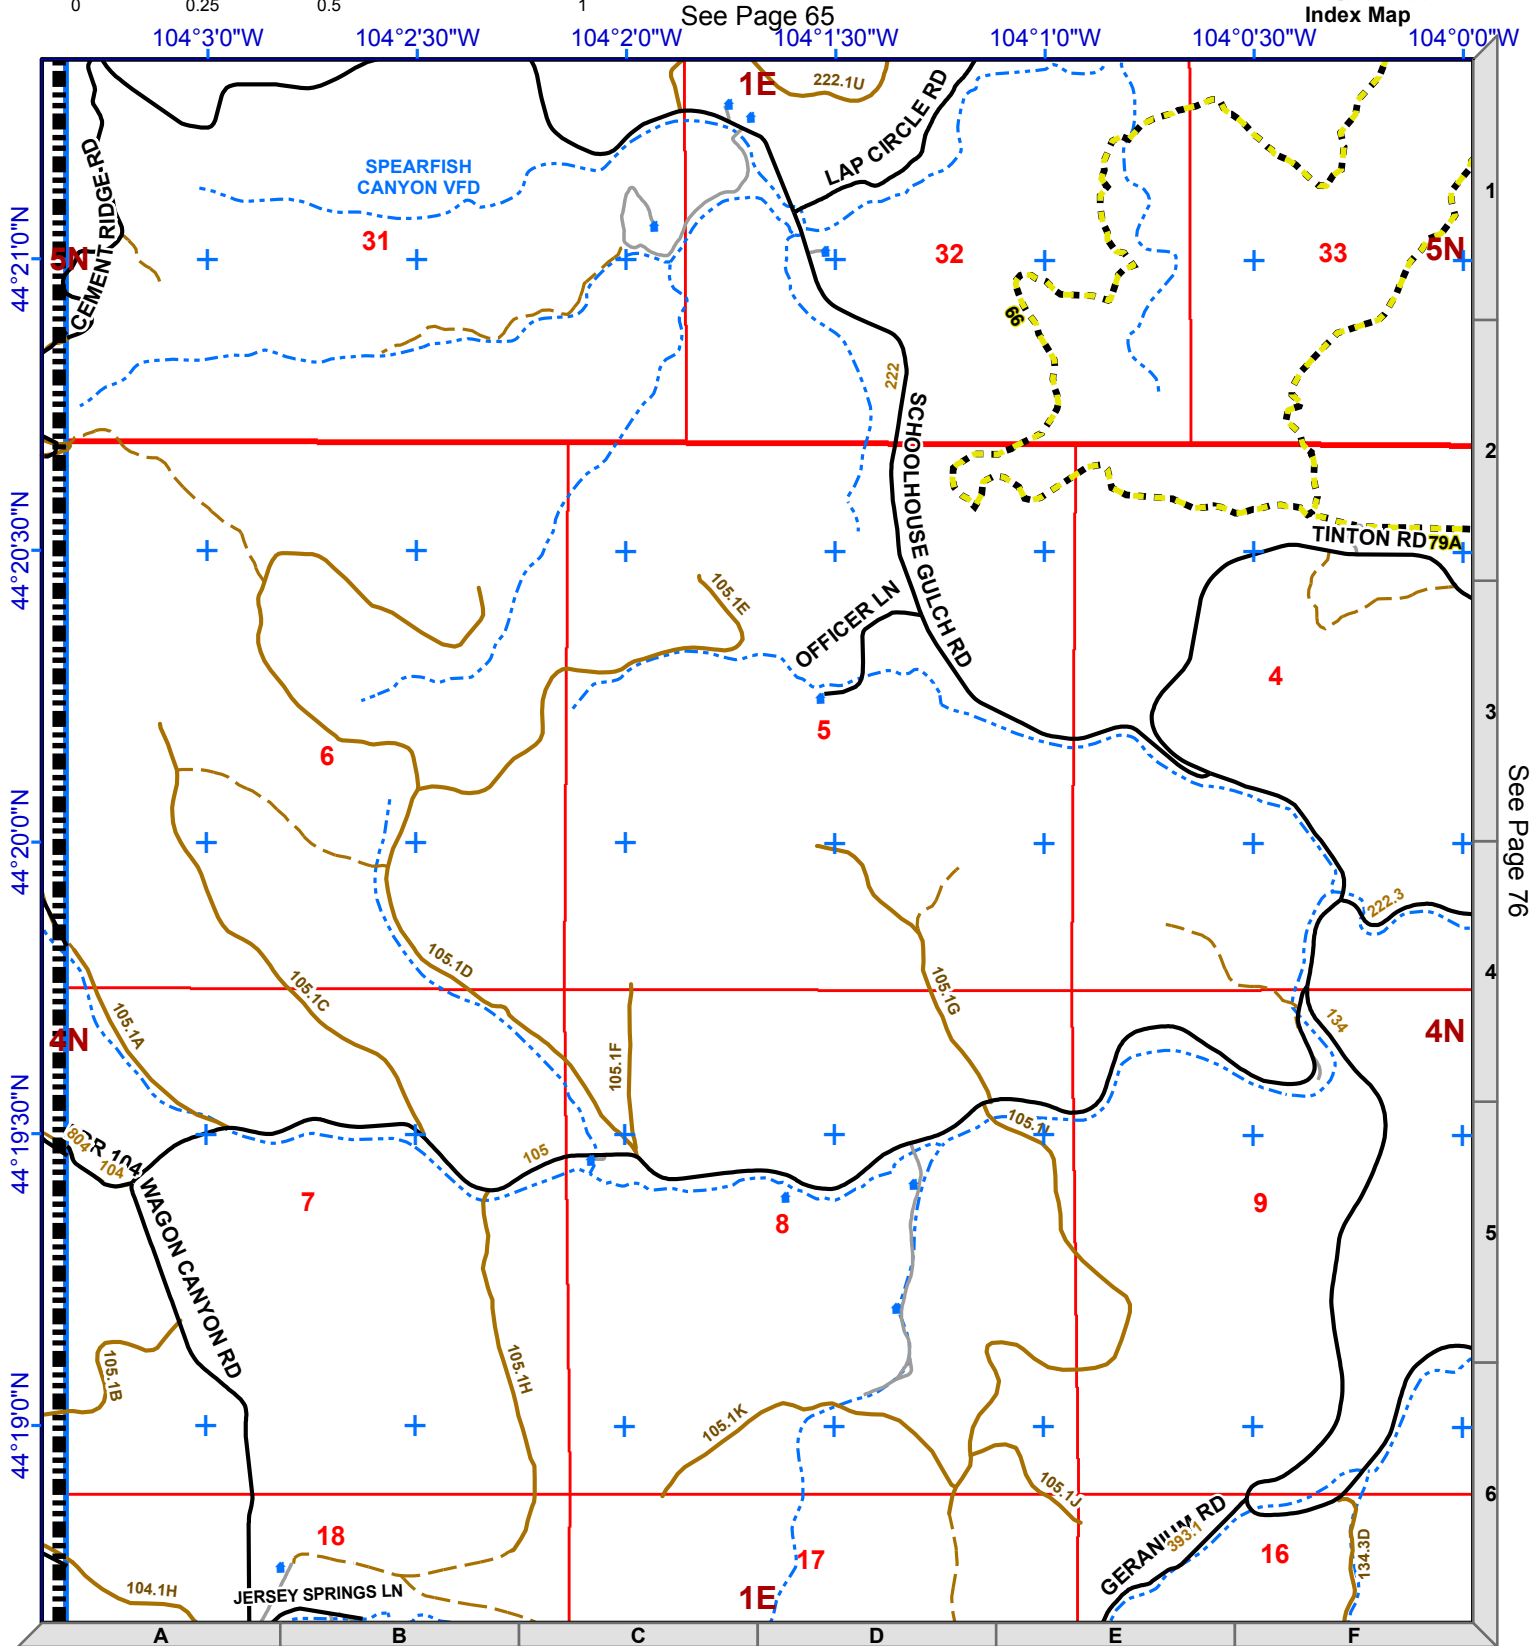 0 0.25 0.5 1
See Page 65
Index Map
104°3'0"W 104°2'30"W 104°2'0"W 104°1'30"W 104°1'0"W 104°0'30"W 104°0'0"W
1E
222.1U
LAP CIRCLE RD
CEMENT RIDGE-RD
SPEARFISH
CANYON VFD
1
31
32
33
5N
5N
44°21'0"N
66
222
SCHOOLHOUSE GULCH RD
2
44°20'30"N
TINTON RD
79A
105.1E
OFFICER LN
4
5
3
6
See Page 76
44°20'0"N
222.3
105.1D
4
105.1C
105.1G
105.1A
134
4N
4N
105.1F
44°19'30"N
804
104
105
7
8
9
WAGON CANYON RD
5
105.1B
105.1H
105.1K
44°19'0"N
105.1J
6
GERANIUM RD
393.1
18
17
16
134.3D
104.1H
JERSEY SPRINGS LN
1E
A B C D E F